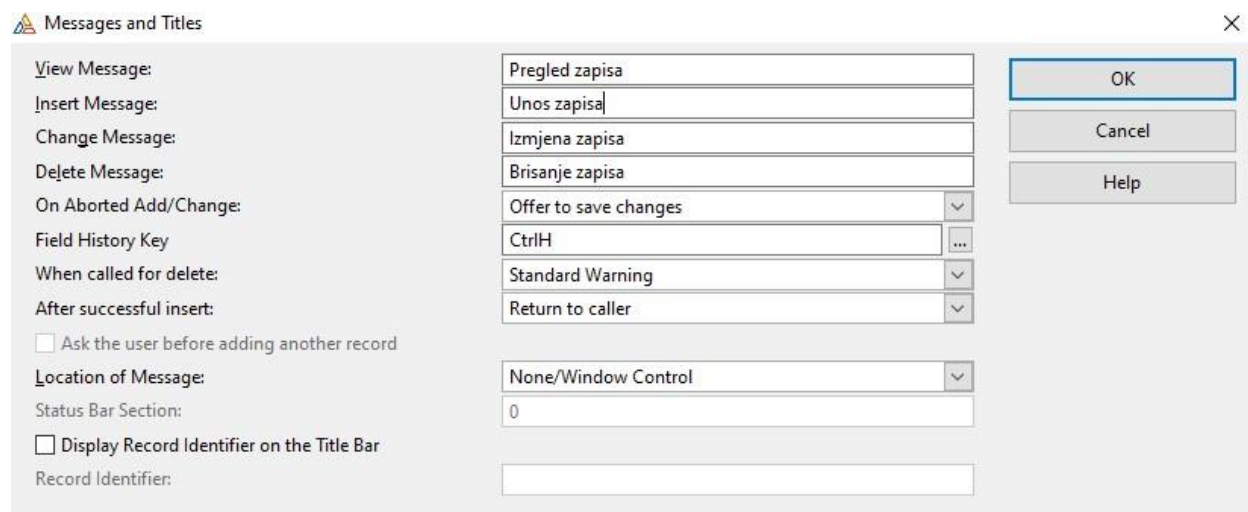 Messages and Titles
View Message: Pregled zapisa
OK
Insert Message: Unos zapisa
Change Message: Izmjena zapisa
Cancel
Delete Message: Brisanje zapisa
Help
On Aborted Add/Change: Offer to save changes
Field History Key CtrlH ...
When called for delete: Standard Warning
After successful insert: Return to caller
Ask the user before adding another record
Location of Message: None/Window Control
Status Bar Section: 0
Display Record Identifier on the Title Bar
Record Identifier: